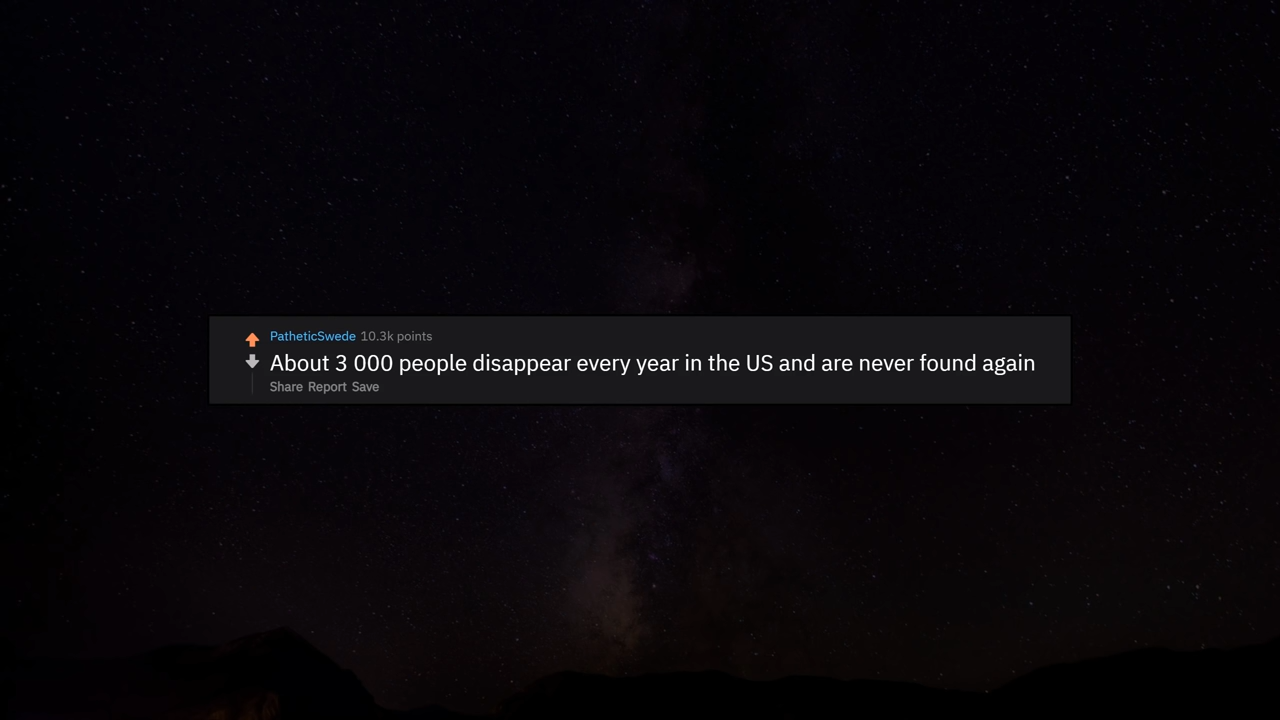 PatheticSwede 10.3k points
About 3 000 people disappear every year in the US and are never found again
Share Report Save